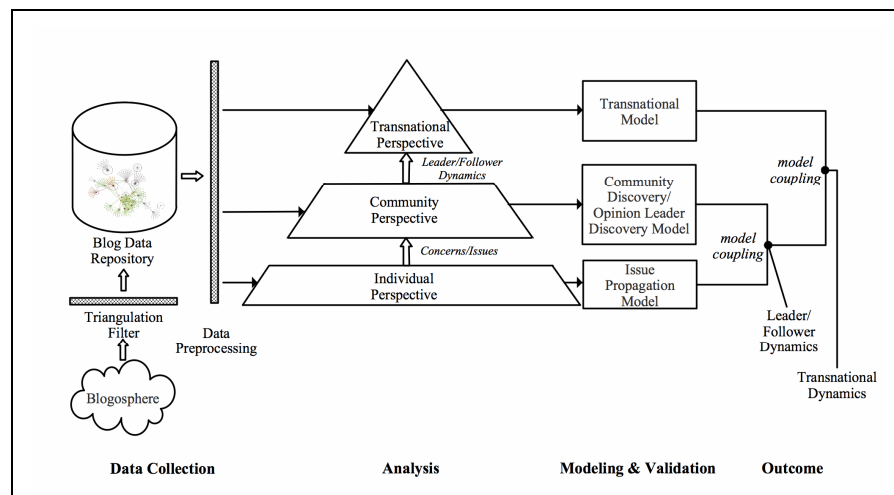 Blog Data
Repository
Triangulation
Filter
Blogosphere
Data
Preprocessing
Transnational
Perspective
Leader/Follower
Dynamics
Community
Perspective
Concerns/Issues
Individual
Perspective
Transnational
Model
Community
Discovery/
Opinion Leader
Discovery Model
Issue
Propagation
Model
model
coupling
model
coupling
Leader/
Follower
Dynamics
Transnational
Dynamics
Data Collection
Analysis
Modeling & Validation
Outcome